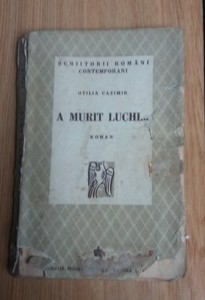 SCRIITORII ROMÂNI
CONTEMPORANI
OTILIA CAZIMIR
A MURIT LUCHI..
ROMAN